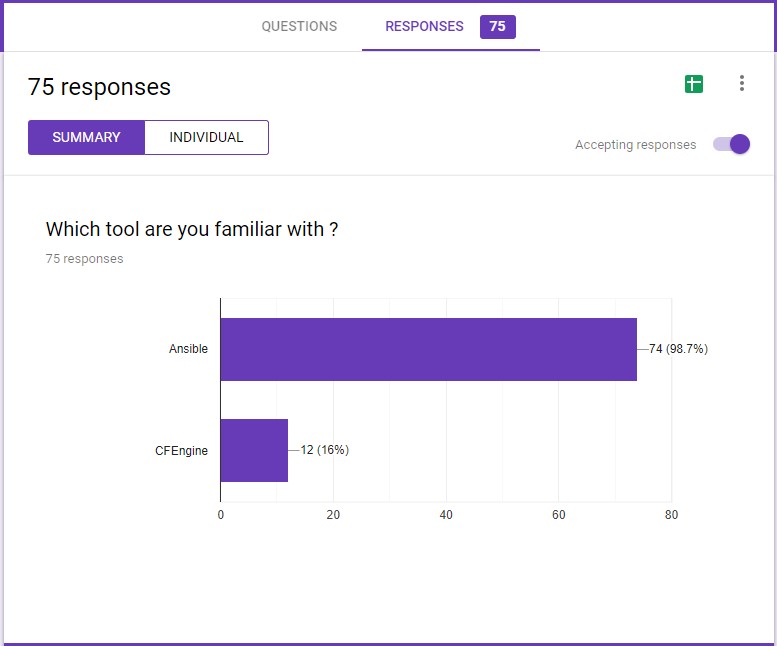 QUESTIONS RESPONSES 75
75 responses
SUMMARY INDIVIDUAL
Accepting responses
Which tool are you familiar with ?
75 responses
Ansible 74 (98.7%)
CFEngine 12 (16%)
0 20 40 60 80